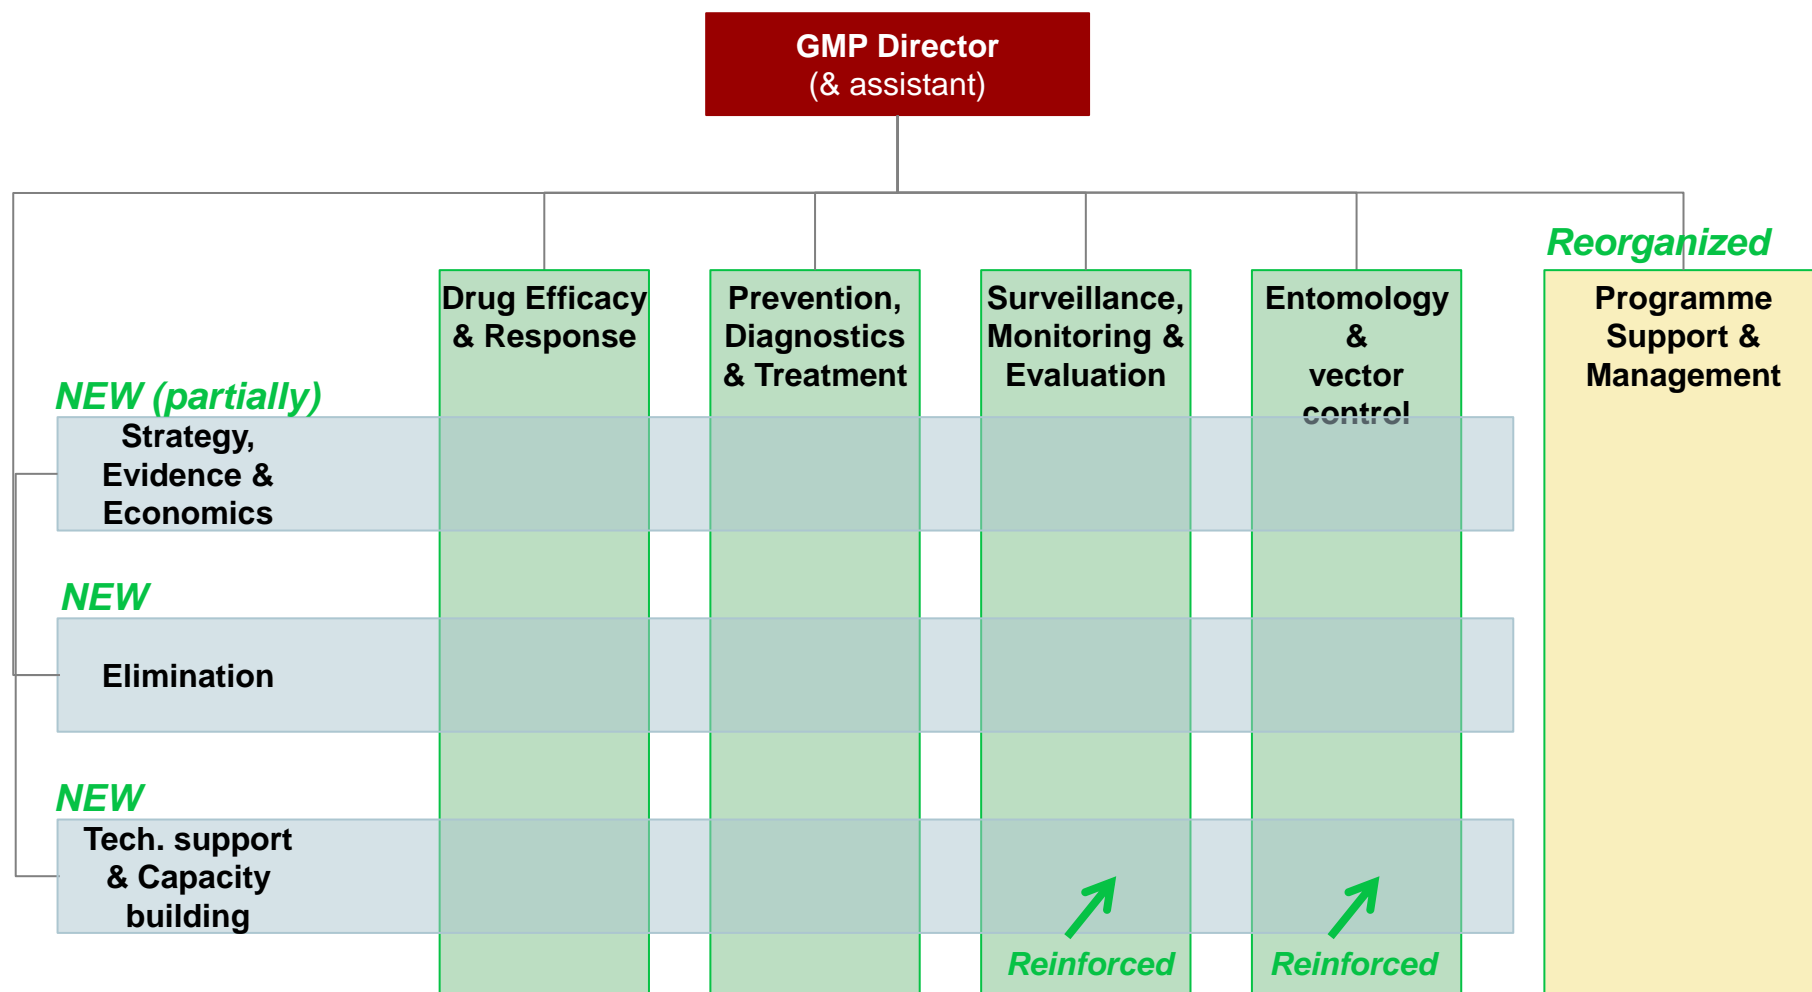 GMP Director
(& assistant)
Reorganized
Drug Efficacy
& Response
Prevention,
Diagnostics
& Treatment
Surveillance,
Monitoring &
Evaluation
Entomology
&
vector
control
Programme
Support &
Management
NEW (partially)
Strategy,
Evidence &
Economics
NEW
Elimination
NEW
Tech. support
& Capacity
building
Reinforced
Reinforced